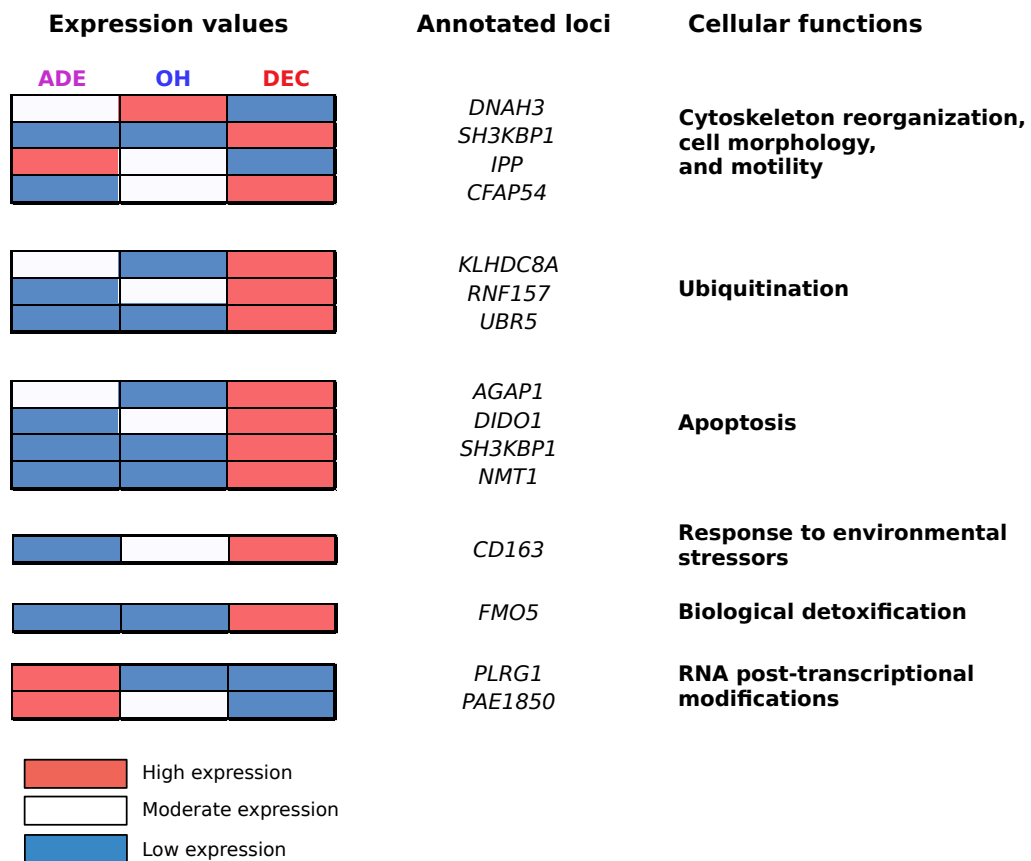 Expression values
Annotated loci
Cellular functions
ADE
OH
DEC
DNAH3
SH3KBP1
IPP
CFAP54
Cytoskeleton reorganization,
cell morphology,
and motility
KLHDC8A
RNF157
UBR5
Ubiquitination
AGAP1
DIDO1
SH3KBP1
NMT1
Apoptosis
CD163
Response to environmental
stressors
FMO5
Biological detoxification
PLRG1
PAE1850
RNA post-transcriptional
modifications
High expression
Moderate expression
Low expression